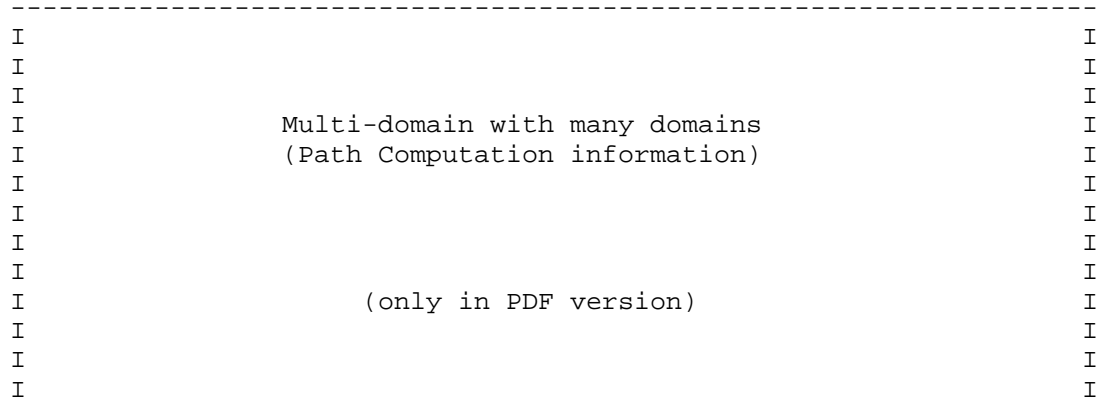 --------------------------------------------------------------------
I I
I I
I I
I Multi-domain with many domains I
I (Path Computation information) I
I I
I I
I I
I I
I (only in PDF version) I
I I
I I
I I